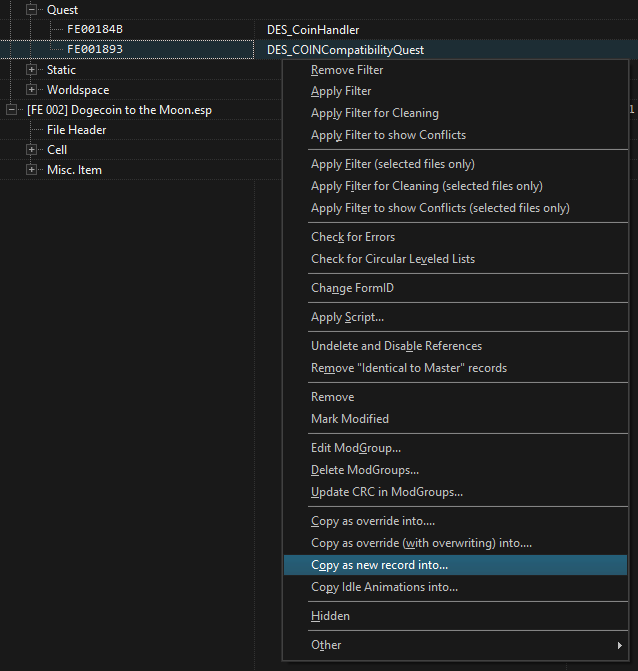 Quest
FE00184B DES_CoinHandler
FE001893 DES_COINCompatibilityQuest
Static
Worldspace
[FE 002] Dogecoin to the Moon.esp
File Header
Cell
Misc. Item
Remove Filter
Apply Filter
Apply Filter for Cleaning
Apply Filter to show Conflicts
Apply Filter (selected files only)
Apply Filter for Cleaning (selected files only)
Apply Filter to show Conflicts (selected files only)
Check for Errors
Check for Circular Leveled Lists
Change FormID
Apply Script...
Undelete and Disable References
Remove "Identical to Master" records
Remove
Mark Modified
Edit ModGroup...
Delete ModGroups...
Update CRC in ModGroups...
Copy as override into....
Copy as override (with overwriting) into....
Copy as new record into...
Copy Idle Animations into...
Hidden
Other